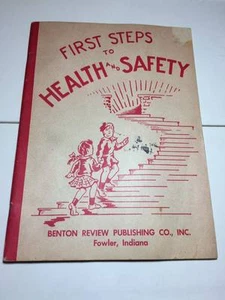 FIRST STEPS
TO
HEALTH AND SAFETY
BENTON REVIEW PUBLISHING CO., INC.
Fowler, Indiana